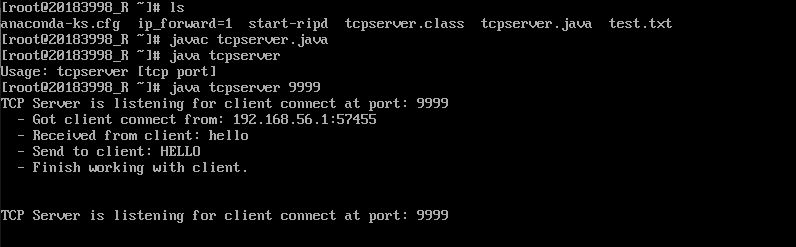 [root@20183998_R ~]# ls
anaconda-ks.cfg  ip_forward=1  start-ripd  tcpserver.class  tcpserver.java  test.txt
[root@20183998_R ~]# javac tcpserver.java
[root@20183998_R ~]# java tcpserver
Usage: tcpserver [tcp port]
[root@20183998_R ~]# java tcpserver 9999
TCP Server is listening for client connect at port: 9999
  - Got client connect from: 192.168.56.1:57455
  - Received from client: hello
  - Send to client: HELLO
  - Finish working with client.
TCP Server is listening for client connect at port: 9999